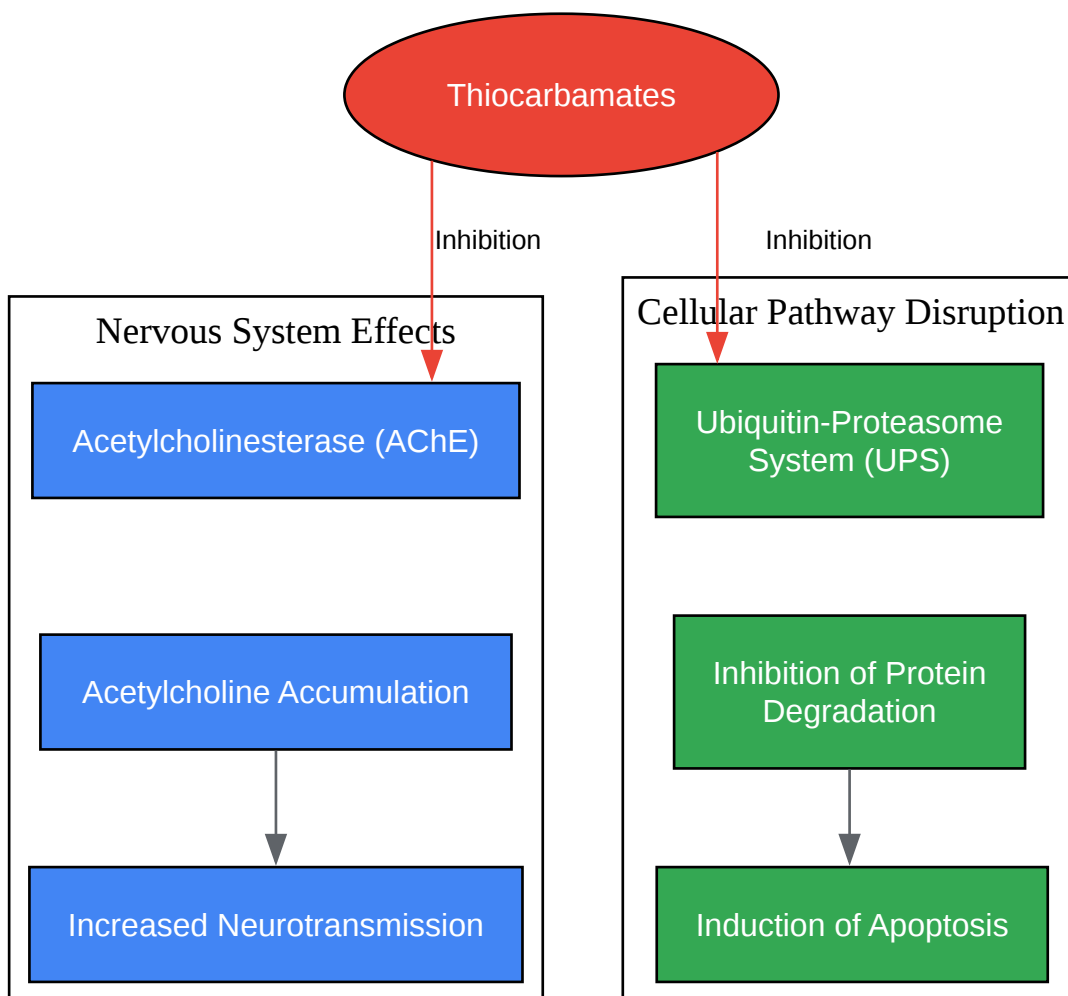 Thiocarbamates
Inhibition
Inhibition
Nervous System Effects
Acetylcholinesterase (AChE)
Acetylcholine Accumulation
Increased Neurotransmission
Cellular Pathway Disruption
Ubiquitin-Proteasome
System (UPS)
Inhibition of Protein
Degradation
Induction of Apoptosis